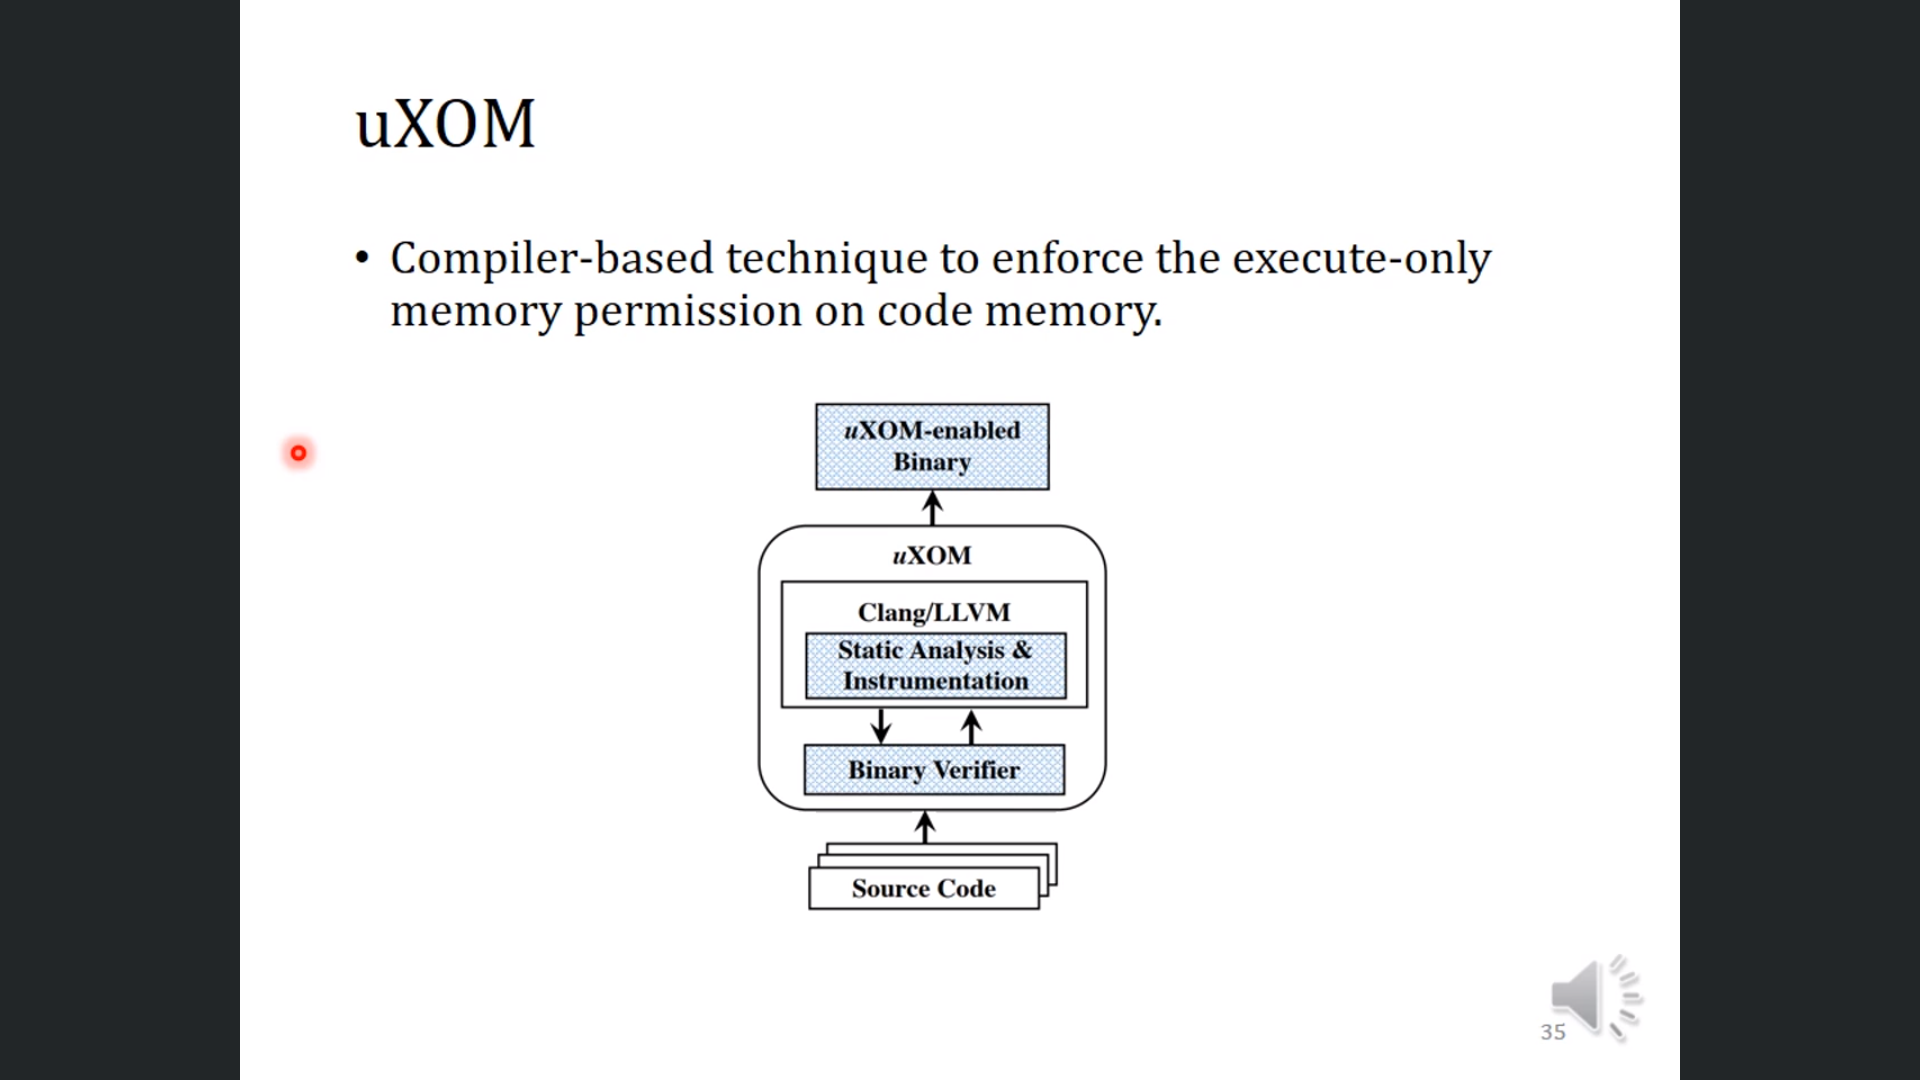 uXOM
• Compiler-based technique to enforce the execute-only
memory permission on code memory.
uXOM-enabled
Binary
uXOM
Clang/LLVM
Static Analysis &
Instrumentation
Binary Verifier
Source Code
35